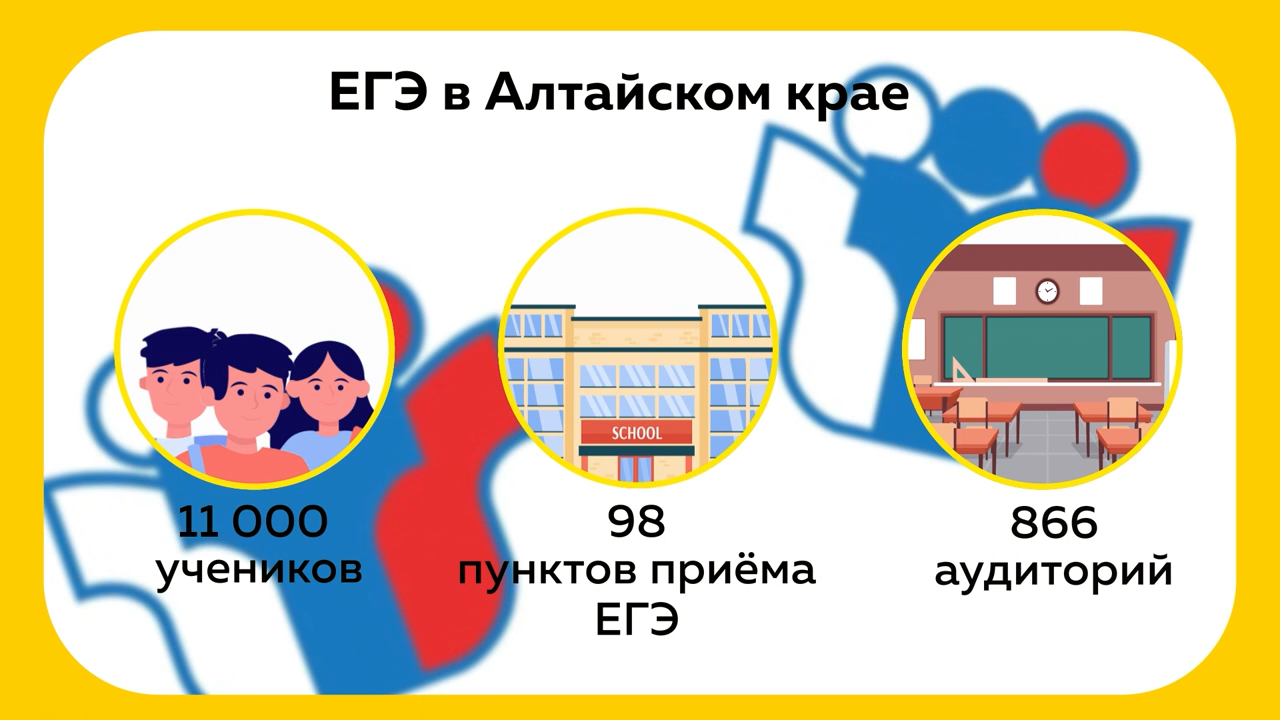 ЕГЭ в Алтайском крае
SCHOOL
11 000
учеников
98
пунктов приёма
ЕГЭ
866
аудиторий